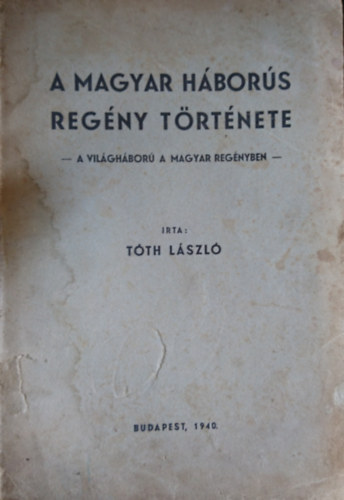 A MAGYAR HÁBORÚS
REGÉNY TÖRTÉNETE
— A VILÁGHÁBORÚ A MAGYAR REGÉNYBEN —
IRTA:
TÓTH LÁSZLÓ
BUDAPEST, 1940.